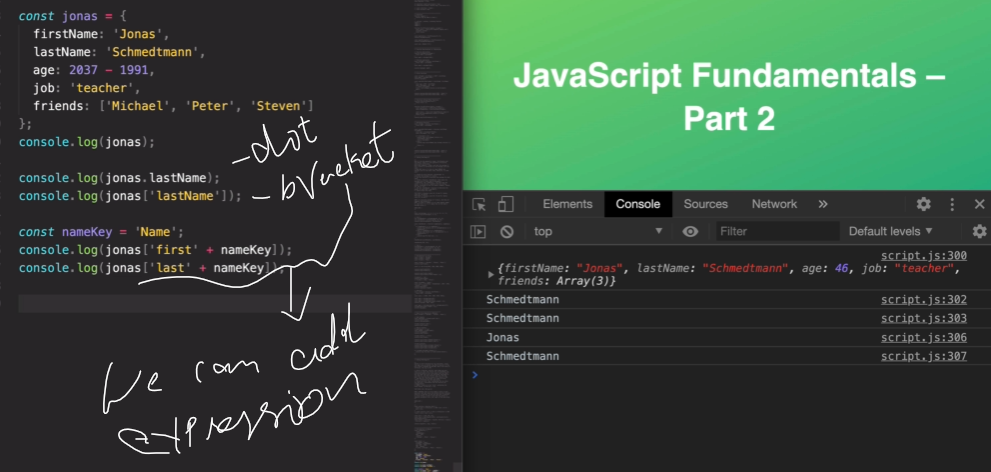 const jonas = {
firstName: 'Jonas',
lastName: 'Schmedtmann',
age: 2037 - 1991,
job: 'teacher',
friends: ['Michael', 'Peter', 'Steven']
};
console.log(jonas);
- dot
console.log(jonas.lastName);
console.log(jonas['lastName']);
- bracket
const nameKey = 'Name';
console.log(jonas['first' + nameKey]);
console.log(jonas['last' + nameKey]);
We can add
expression
JavaScript Fundamentals –
Part 2
Elements Console Sources Network »
top Filter Default levels
script.js:300
{firstName: "Jonas", lastName: "Schmedtmann", age: 46, job: "teacher",
friends: Array(3)}
Schmedtmann script.js:302
Schmedtmann script.js:303
Jonas script.js:306
Schmedtmann script.js:307